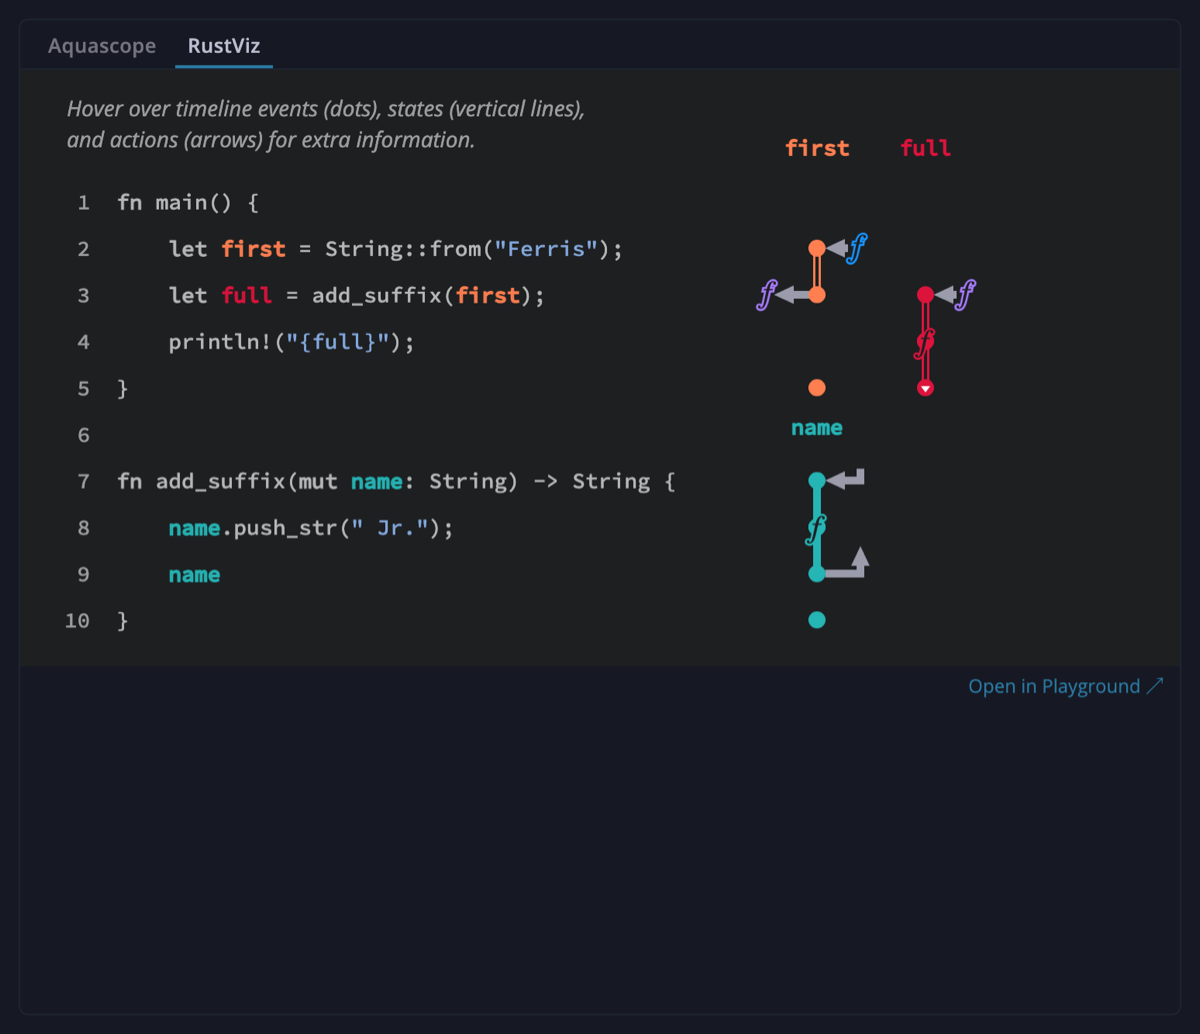 Aquascope RustViz
Hover over timeline events (dots), states (vertical lines),
and actions (arrows) for extra information.
first full
1 fn main() {
2     let first = String::from("Ferris"); f
3     let full = add_suffix(first); f f
4     println!("{full}"); f
5 }
name
6
7 fn add_suffix(mut name: String) -> String {
8     name.push_str(" Jr."); f
9     name
10 }
Open in Playground